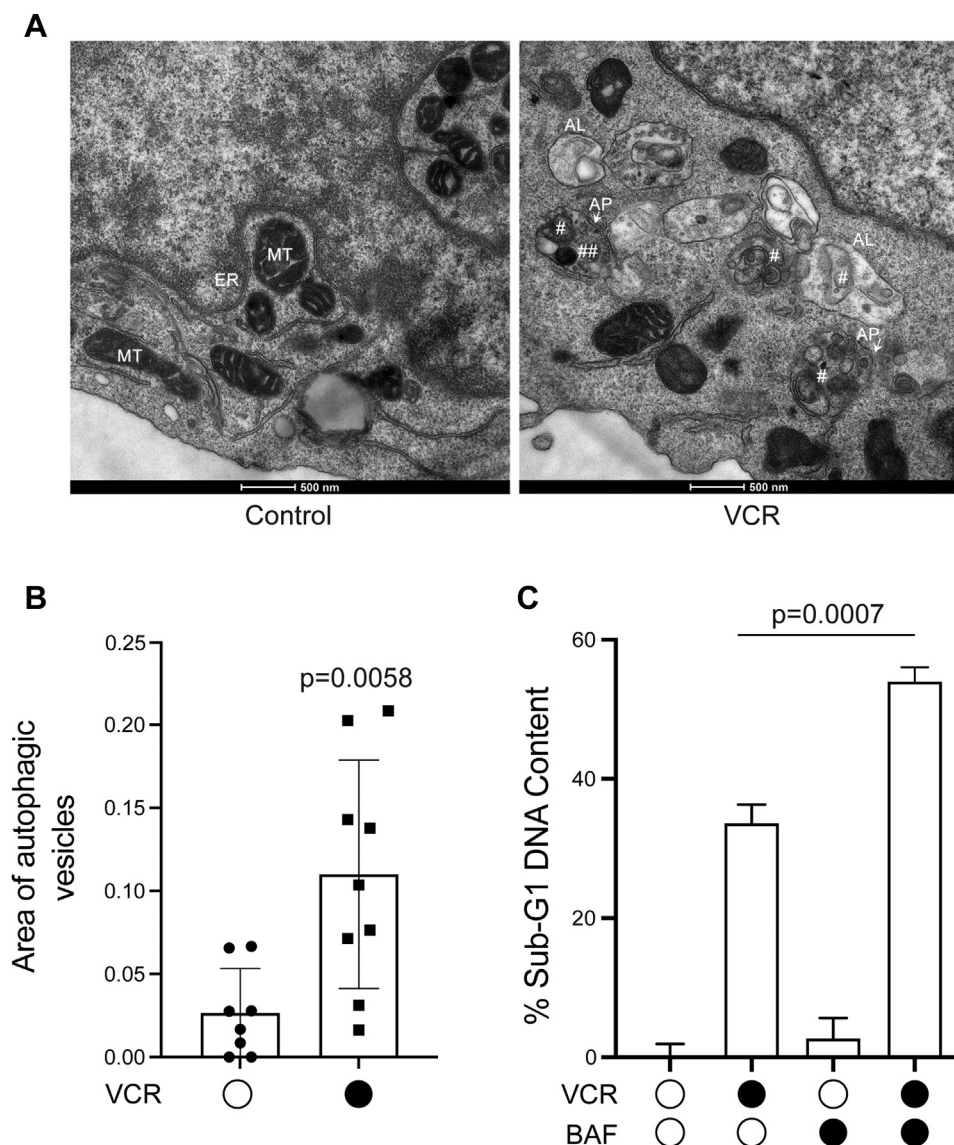 A
MT
ER
MT
500 nm
Control
AL
AP
#
##
#
AL
#
AP
#
500 nm
VCR
B
Area of autophagic
vesicles
0.25
0.20
0.15
0.10
0.05
0.00
p=0.0058
VCR
C
% Sub-G1 DNA Content
60
40
20
0
p=0.0007
VCR
BAF